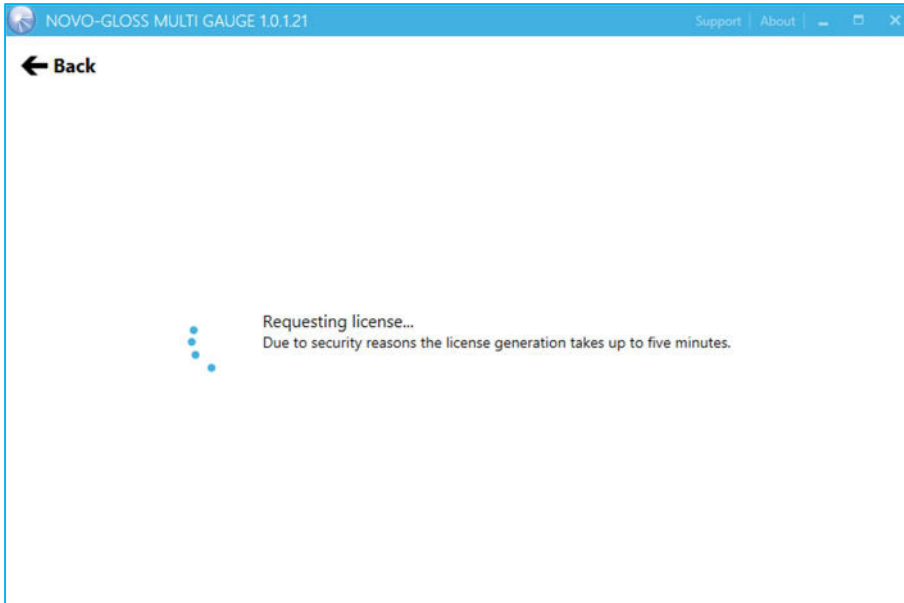 NOVO-GLOSS MULTI GAUGE 1.0.1.21
Support | About |
Back
Requesting license...
Due to security reasons the license generation takes up to five minutes.